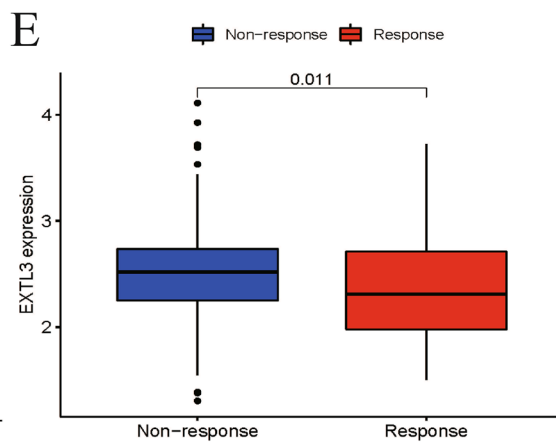 E
Non-response Response
0.011
4
3
2
EXTL3 expression
Non-response Response